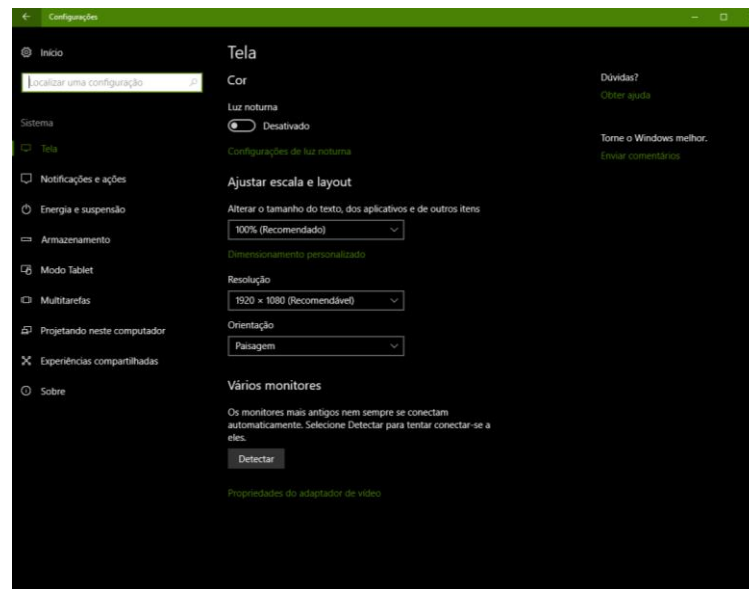 Configurações
Início
Localizar uma configuração
Sistema
Tela
Notificações e ações
Energia e suspensão
Armazenamento
Modo Tablet
Multitarefas
Projetando neste computador
Experiências compartilhadas
Sobre
Tela
Cor
Luz noturna
Desativado
Configurações de luz noturna
Ajustar escala e layout
Alterar o tamanho do texto, dos aplicativos e de outros itens
100% (Recomendado)
Dimensionamento personalizado
Resolução
1920 × 1080 (Recomendável)
Orientação
Paisagem
Vários monitores
Os monitores mais antigos nem sempre se conectam
automaticamente. Selecione Detectar para tentar conectar-se a
eles.
Detectar
Propriedades do adaptador de vídeo
Dúvidas?
Obter ajuda
Torne o Windows melhor.
Enviar comentários